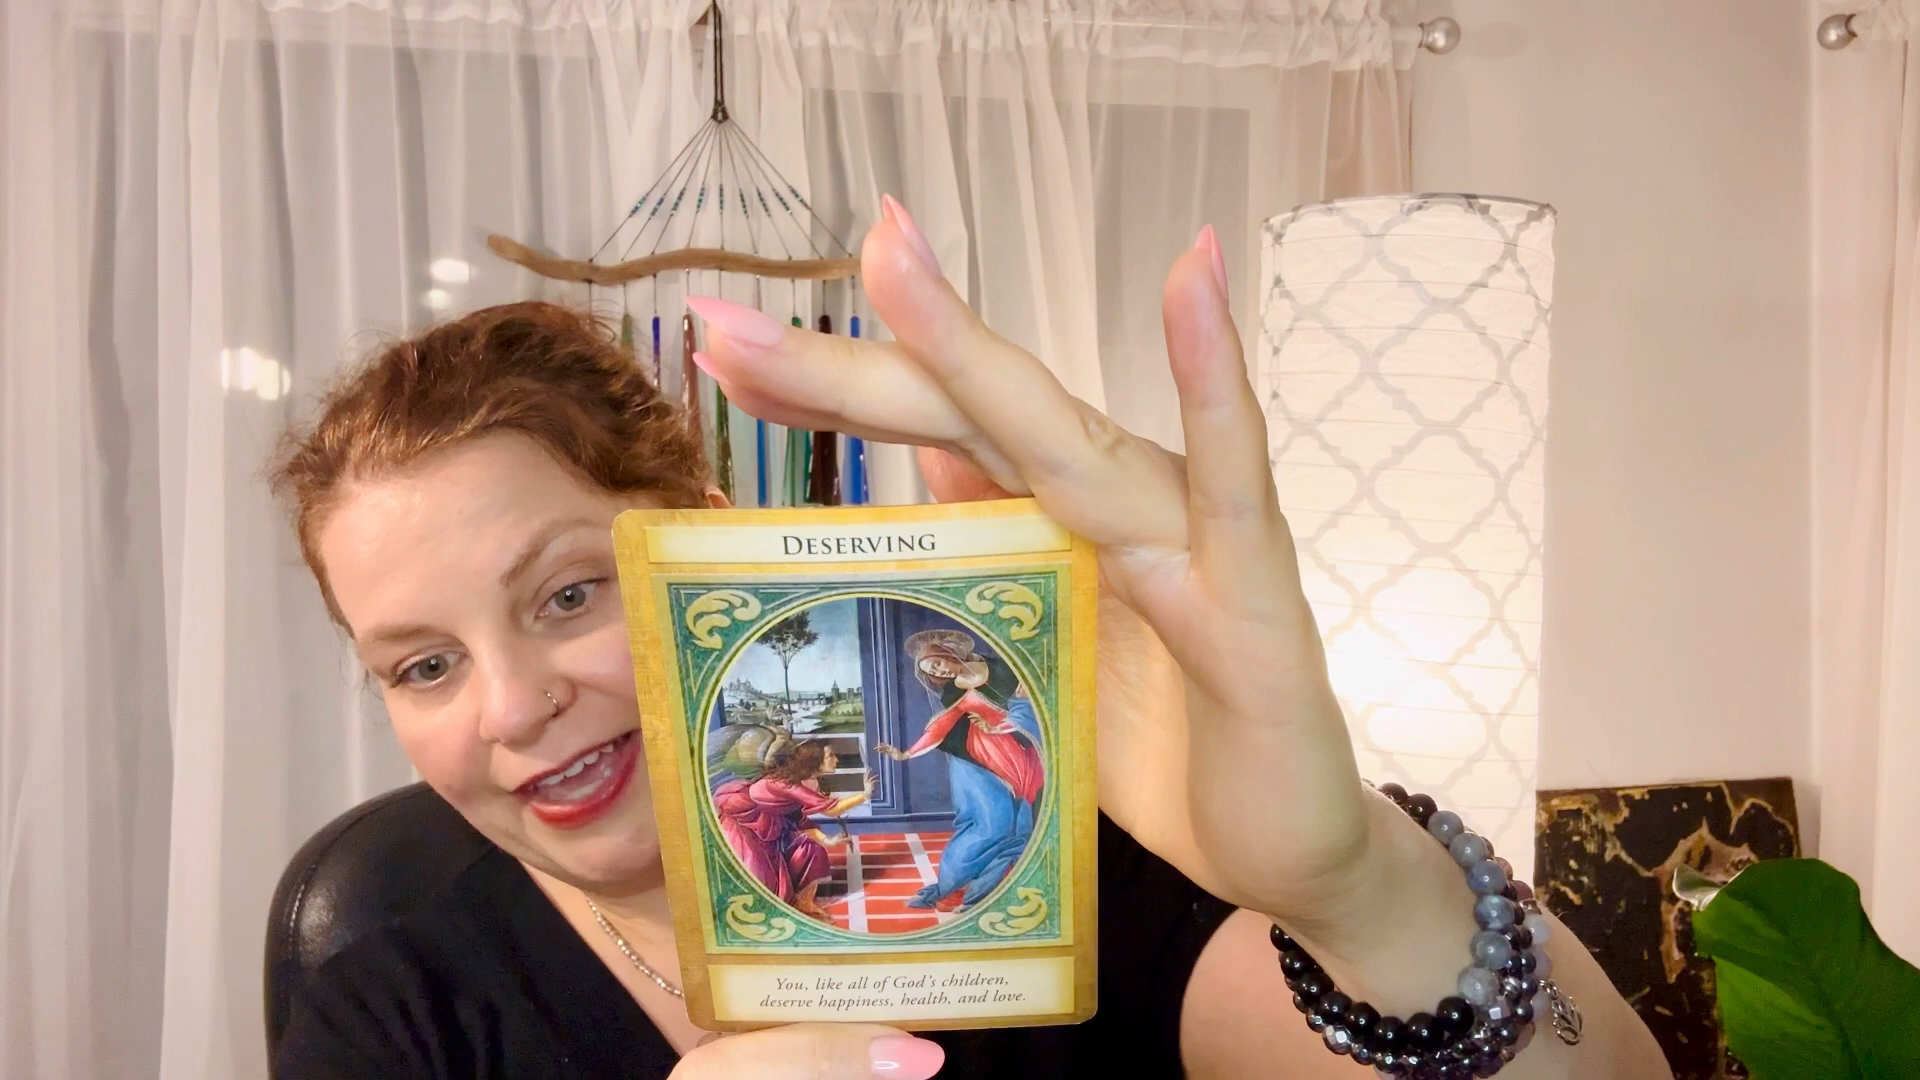 DESERVING
You, like all of God's children,
deserve happiness, health, and love.